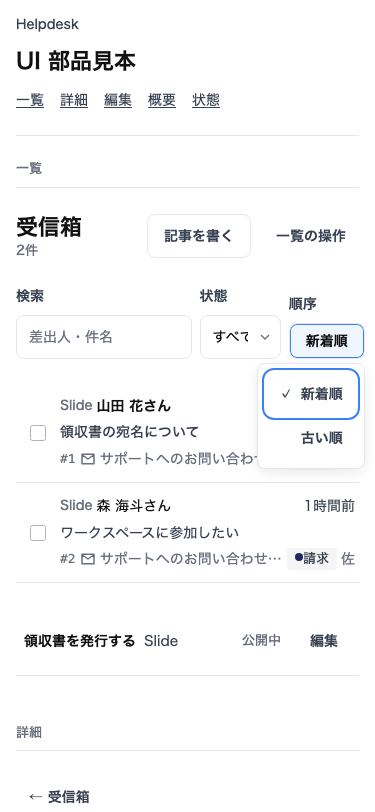 Helpdesk
UI 部品見本
一覧 詳細 編集 概要 状態
一覧
受信箱
2件
記事を書く
一覧の操作
検索 状態 順序
差出人・件名 すべて 新着順
✓ 新着順
古い順
Slide 山田 花さん
領収書の宛名について
#1 サポートへのお問い合わせ
Slide 森 海斗さん 1時間前
ワークスペースに参加したい
#2 サポートへのお問い合わせ… 請求 佐
領収書を発行する Slide 公開中 編集
詳細
← 受信箱